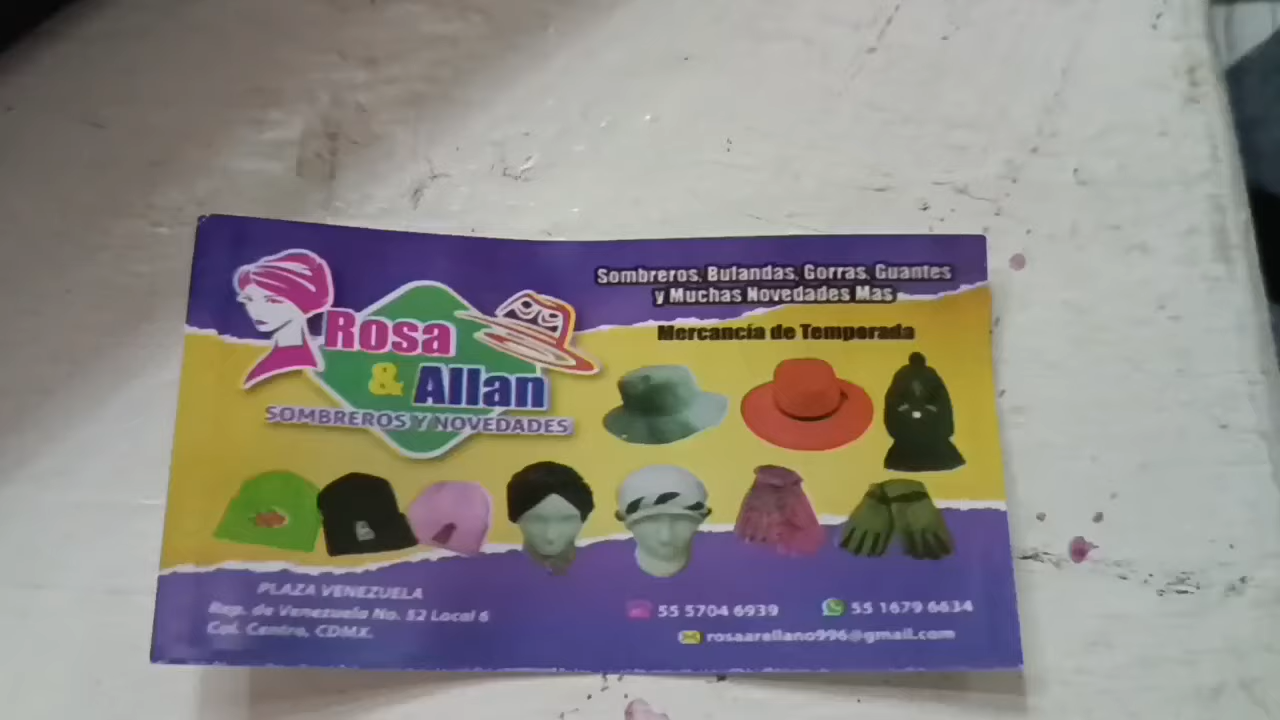 Rosa
& Allan
SOMBREROS Y NOVEDADES
Sombreros, Bufandas, Gorras, Guantes
y Muchas Novedades Mas
Mercancía de Temporada
PLAZA VENEZUELA
Rep. de Venezuela No. 52 Local 6
Col. Centro, CDMX.
55 5704 6939
55 1679 6634
rosaarellano996@gmail.com